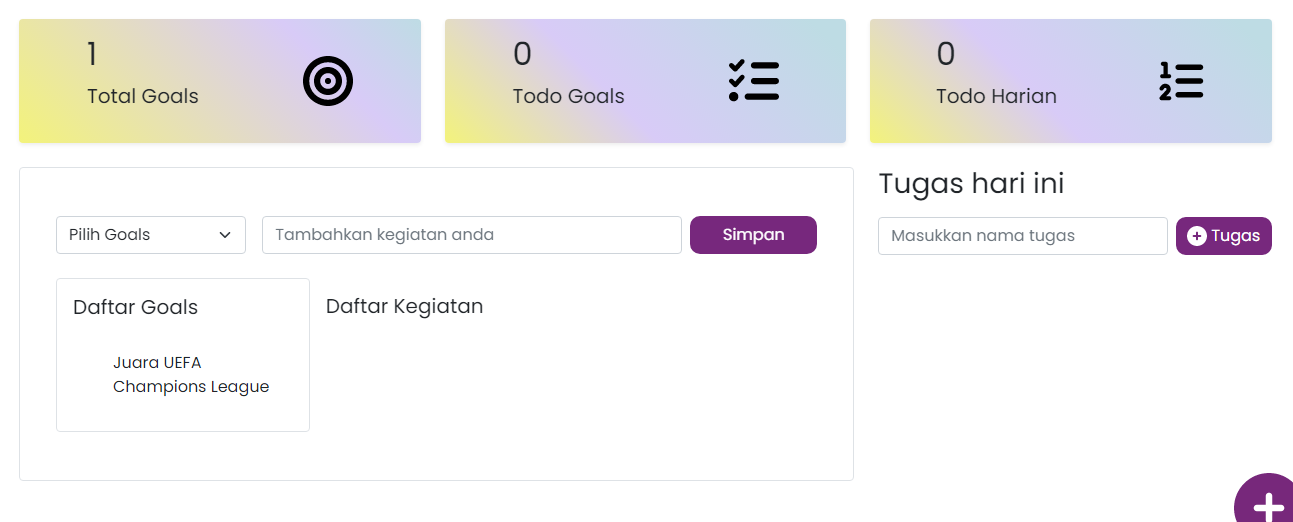 1
Total Goals
0
Todo Goals
0
Todo Harian
Pilih Goals
Tambahkan kegiatan anda
Simpan
Daftar Goals
Juara UEFA
Champions League
Daftar Kegiatan
Tugas hari ini
Masukkan nama tugas
Tugas